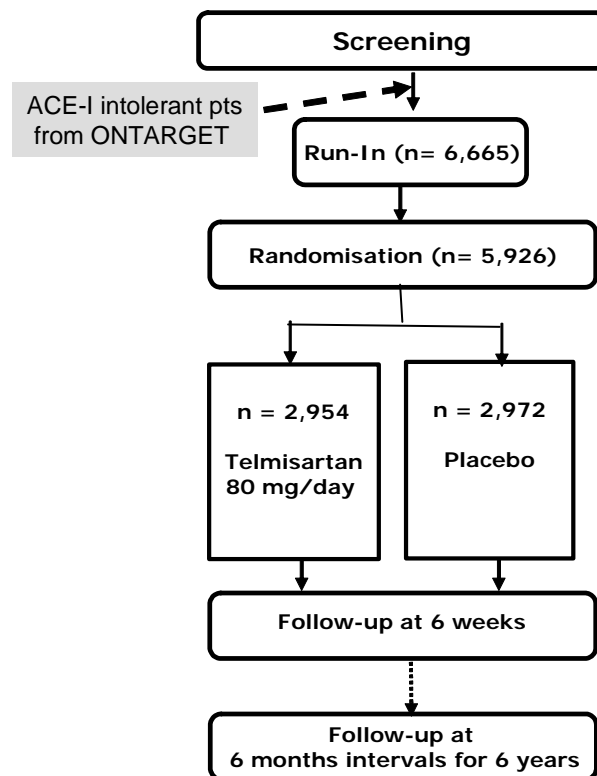 Screening
ACE-I intolerant pts
from ONTARGET
Run-In (n= 6,665)
Randomisation (n= 5,926)
n = 2,954
Telmisartan
80 mg/day
n = 2,972
Placebo
Follow-up at 6 weeks
Follow-up at
6 months intervals for 6 years